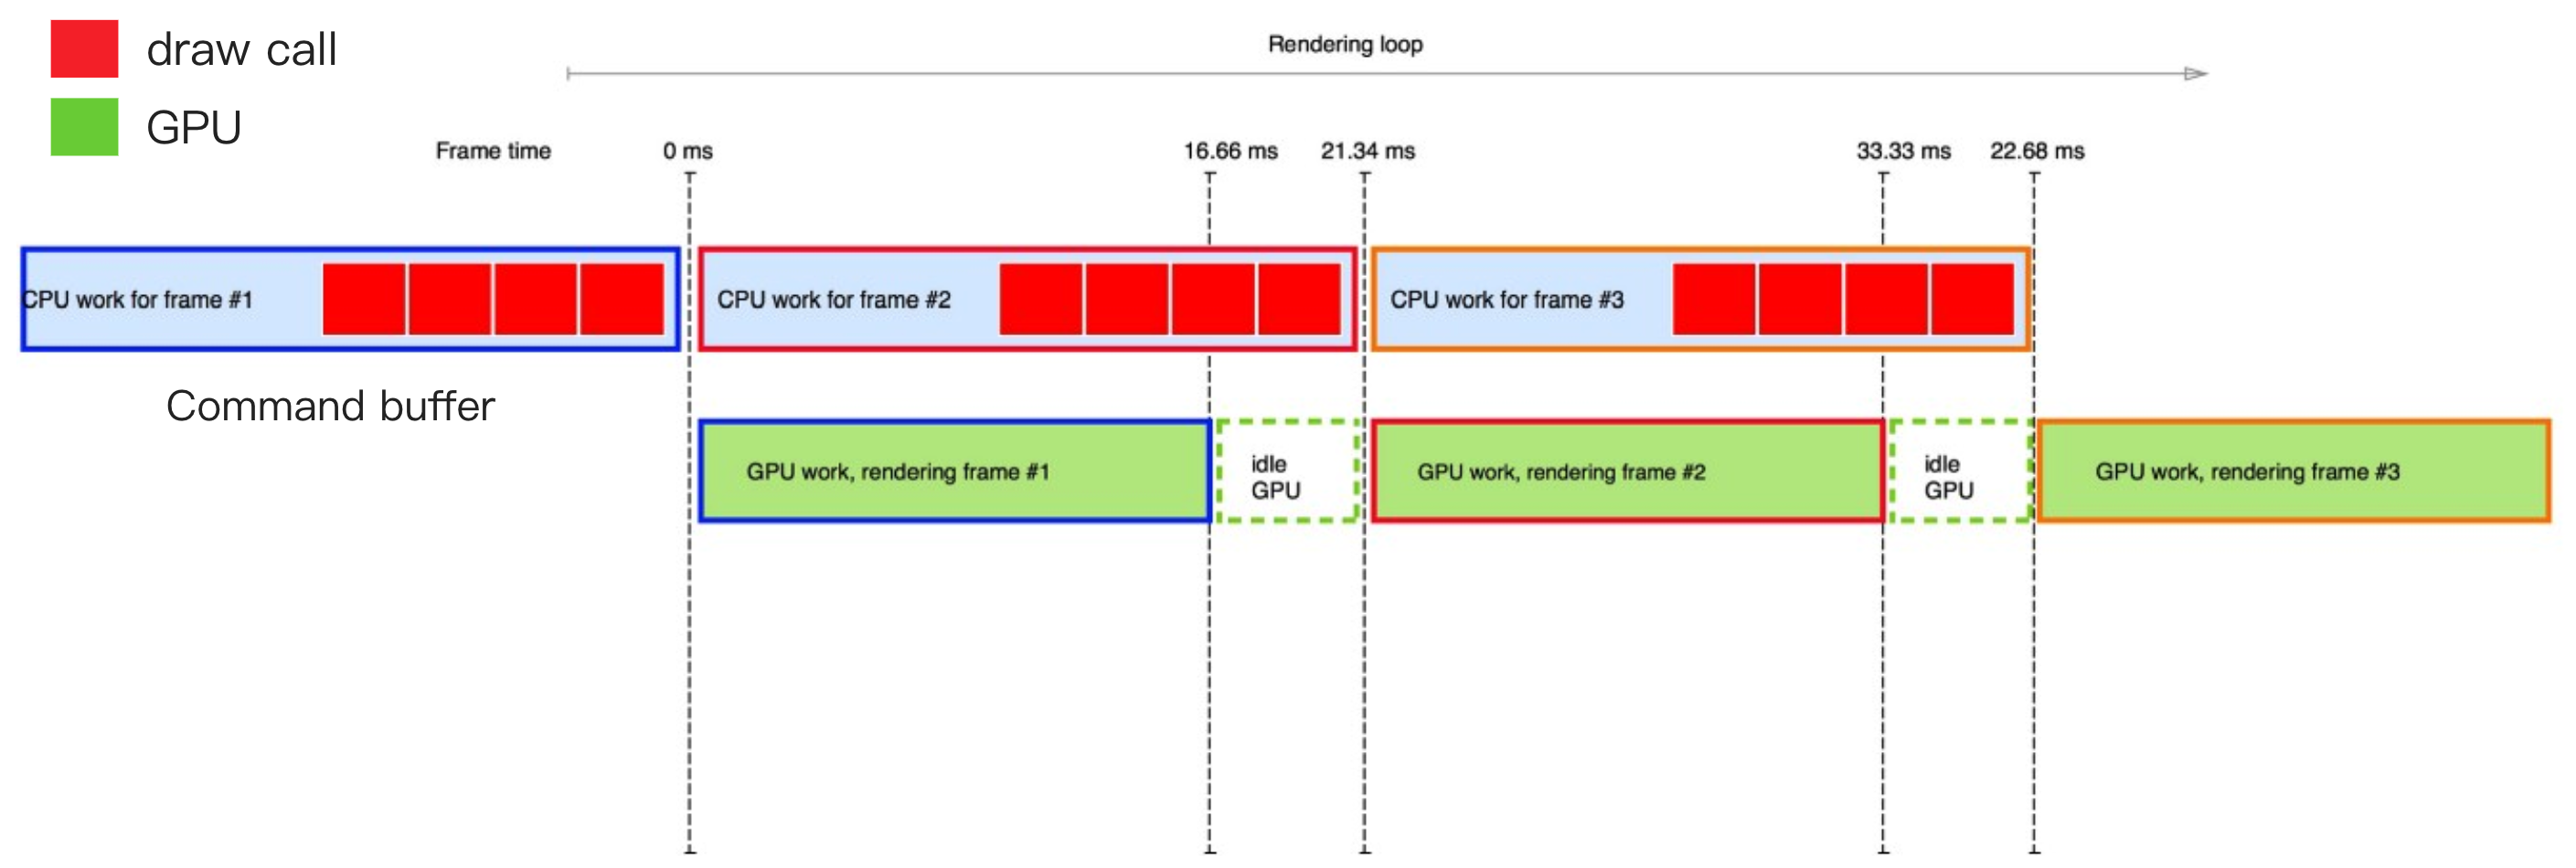 draw call
GPU
Rendering loop
Frame time
0 ms
16.66 ms
21.34 ms
33.33 ms
22.68 ms
CPU work for frame #1
CPU work for frame #2
CPU work for frame #3
Command buffer
GPU work, rendering frame #1
idle
GPU
GPU work, rendering frame #2
idle
GPU
GPU work, rendering frame #3